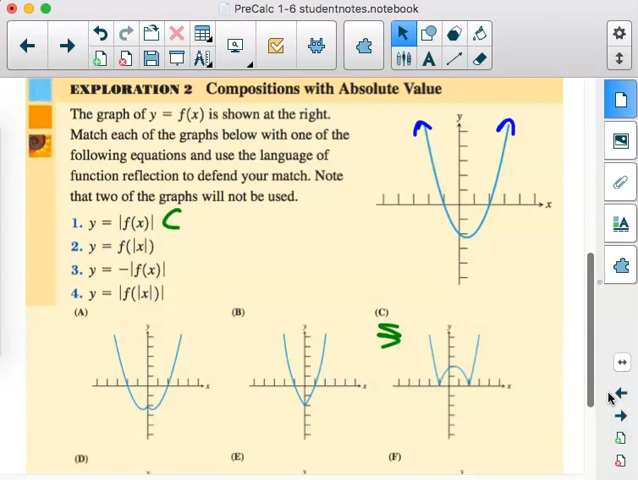 PreCalc 1-6 studentnotes.notebook
EXPLORATION 2 Compositions with Absolute Value
The graph of y = f(x) is shown at the right.
Match each of the graphs below with one of the
following equations and use the language of
function reflection to defend your match. Note
that two of the graphs will not be used.
1. y = |f(x)| C
2. y = f(|x|)
3. y = −|f(x)|
4. y = |f(|x|)|
y
x
(A) (B) (C)
y y y
x x x
(D) (E) (F)
y y y